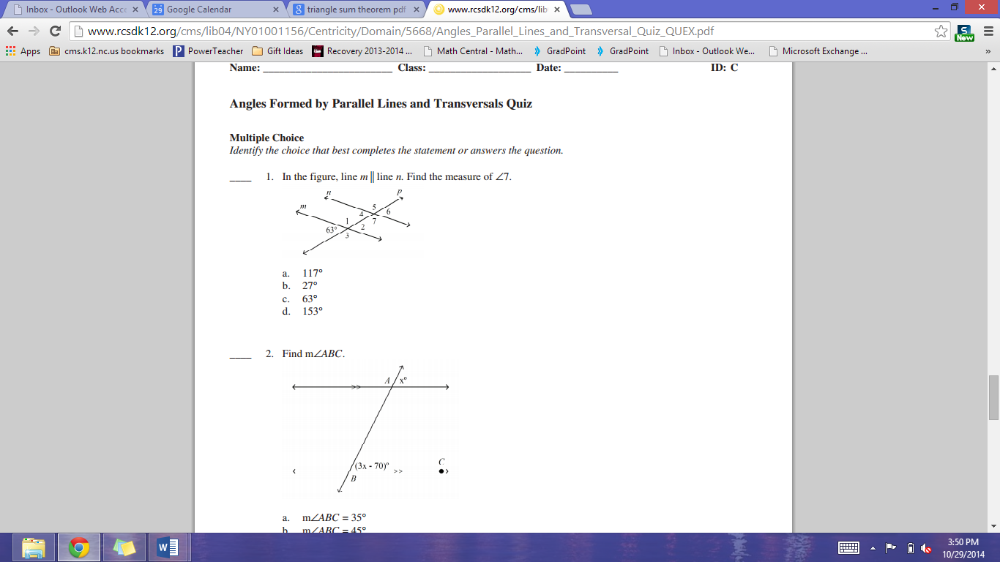 Inbox - Outlook Web Acce
29 Google Calendar
triangle sum theorem pdf
www.rcsdk12.org/cms/lib
www.rcsdk12.org/cms/lib04/NY01001156/Centricity/Domain/5668/Angles_Parallel_Lines_and_Transversal_Quiz_QUEX.pdf
New
Apps cms.k12.nc.us bookmarks PowerTeacher Gift Ideas Recovery 2013-2014 ... Math Central - Math... GradPoint GradPoint Inbox - Outlook We... Microsoft Exchange ... »
Name: ________________________ Class: ___________________ Date: __________ ID: C
Angles Formed by Parallel Lines and Transversals Quiz
Multiple Choice
Identify the choice that best completes the statement or answers the question.
____ 1. In the figure, line m || line n. Find the measure of ∠7.
n p
m 5
4 6
1 7
63° 2
3
a. 117°
b. 27°
c. 63°
d. 153°
____ 2. Find m∠ABC.
A x°
C
(3x - 70)°
B
a. m∠ABC = 35°
b. m∠ABC = 45°
3:50 PM
10/29/2014